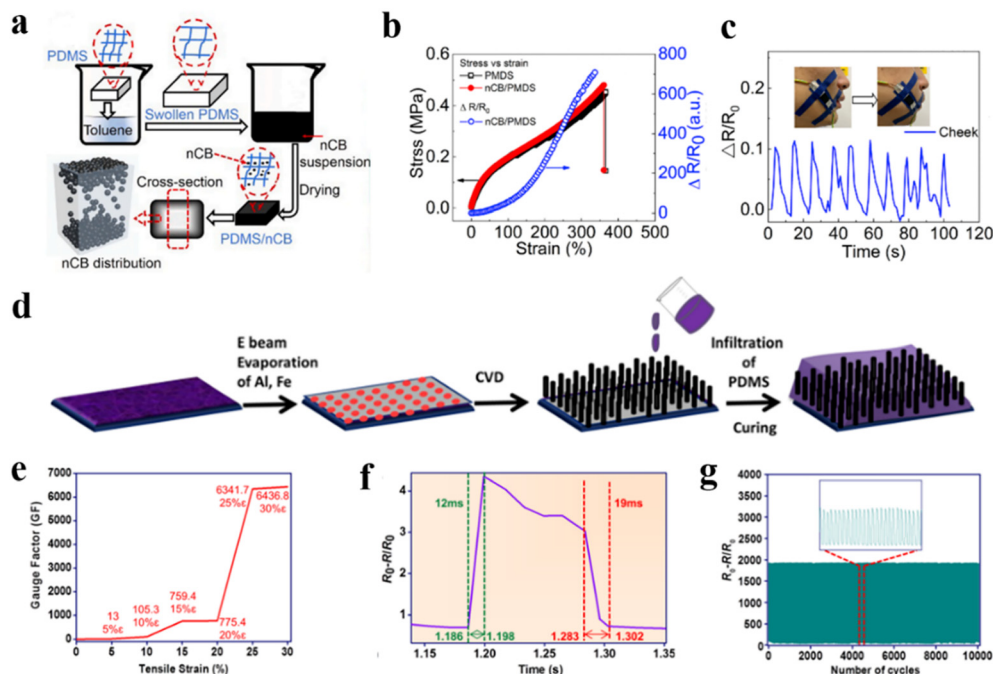 a
PDMS
Toluene
Swollen PDMS
nCB
suspension
nCB
Drying
Cross-section
PDMS/nCB
nCB distribution
b
Strss (MPa)
0.6
0.4
0.2
0.0
Stress vs strain
PMDS
nCB/PMDS
Δ R/R0
nCB/PMDS
800
600
400
200
0
Δ R/R0 (a.u.)
0 100 200 300 400 500
Strain (%)
c
ΔR/R0
0.2
0.1
0.0
Cheek
0 20 40 60 80 100 120
Time (s)
d
E beam
Evaporation
of Al, Fe
CVD
Infiltration
of
PDMS
Curing
e
Gauge Factor (GF)
7000
6000
5000
4000
3000
2000
1000
0
13
5%ε
105.3
10%ε
759.4
15%ε
775.4
20%ε
6341.7
25%ε
6436.8
30%ε
0 5 10 15 20 25 30
Tensile Strain (%)
f
R0-R/R0
4
3
2
1
12ms
19ms
1.186 1.198 1.283 1.302
1.15 1.20 1.25 1.30 1.35
Time (s)
g
R0-R/R0
4000
3500
3000
2500
2000
1500
1000
500
0
0 2000 4000 6000 8000 10000
Number of cycles